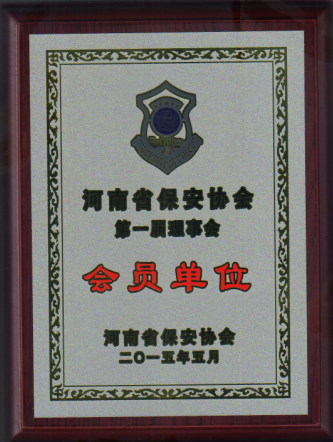 河南省保安协会
第一届理事会
会员单位
河南省保安协会
二〇一五年五月